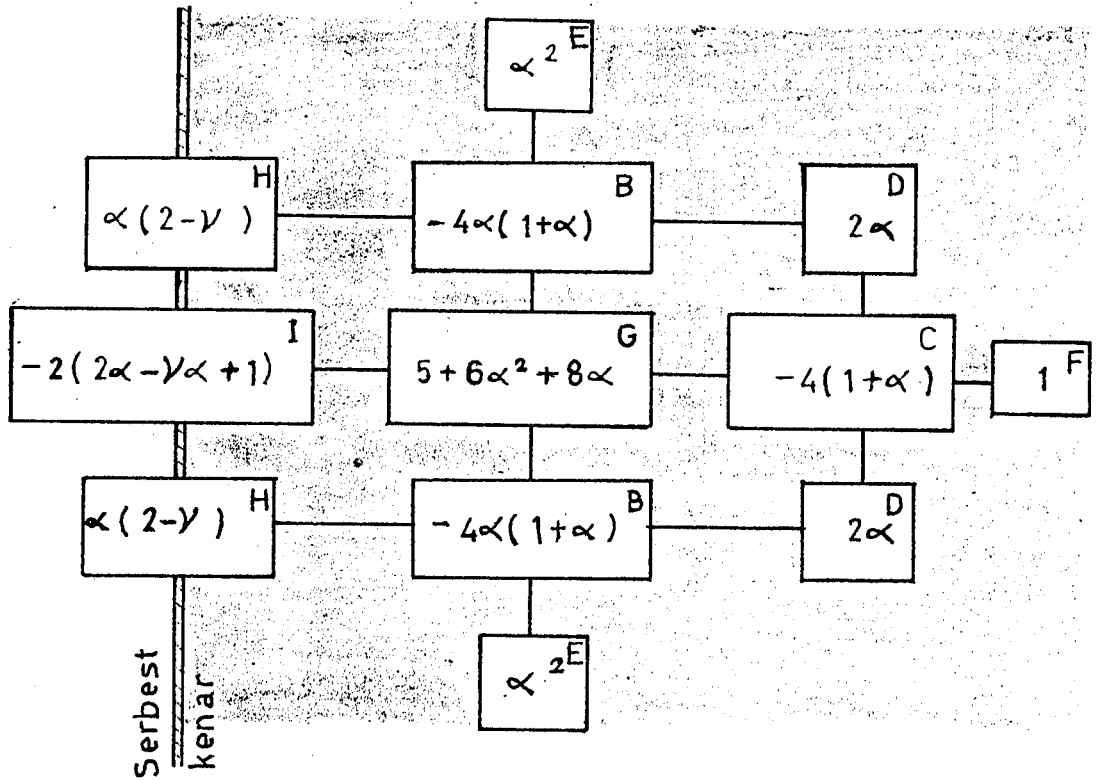 α² E
α(2-ν) H
-4α(1+α) B
2α D
-2(2α-να+1) I
5+6α²+8α G
-4(1+α) C
1 F
α(2-ν) H
-4α(1+α) B
2α D
α² E
Serbest
kenar